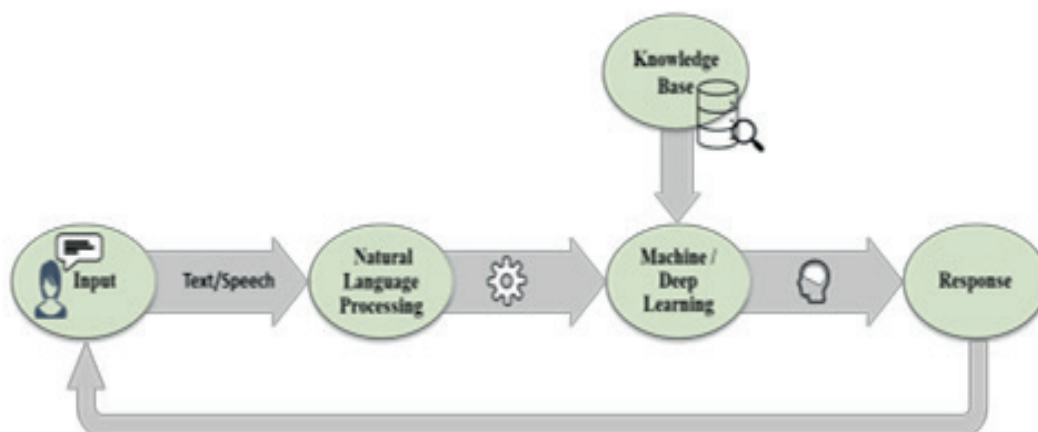 Knowledge
Base
Input
Text/Speech
Natural
Language
Processing
Machine /
Deep
Learning
Response